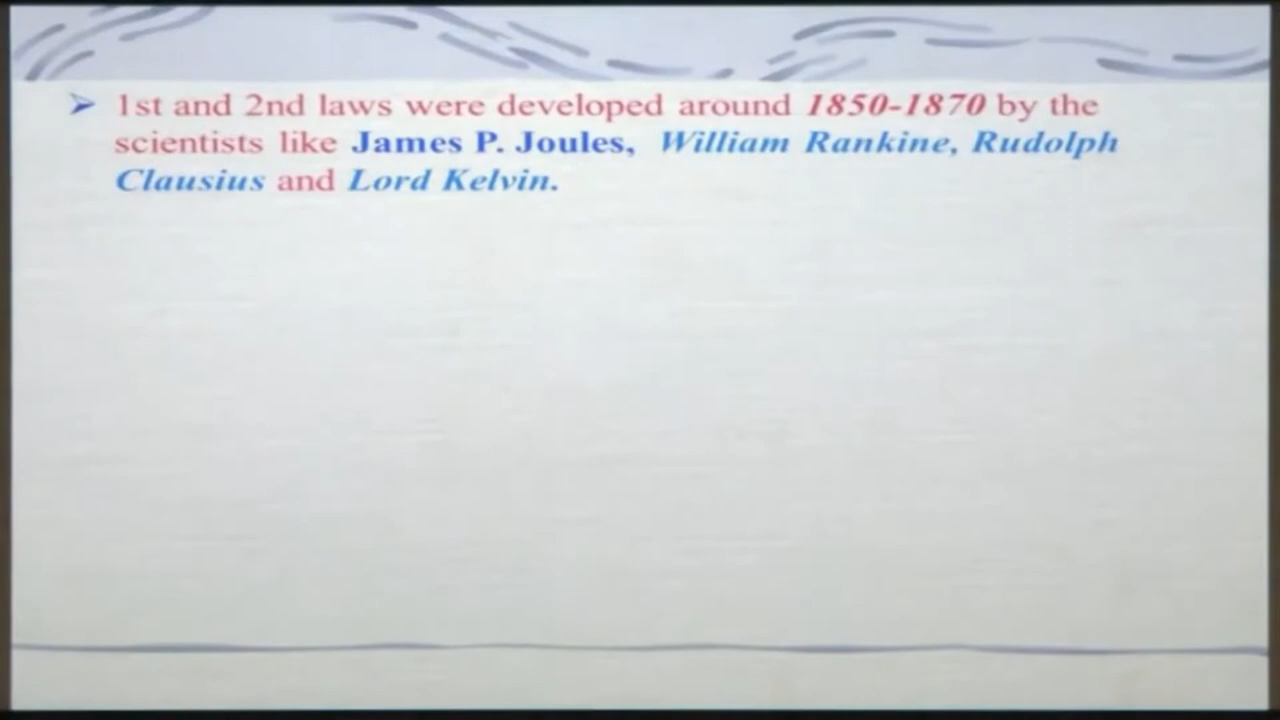 1st and 2nd laws were developed around 1850-1870 by the
scientists like James P. Joules, William Rankine, Rudolph
Clausius and Lord Kelvin.